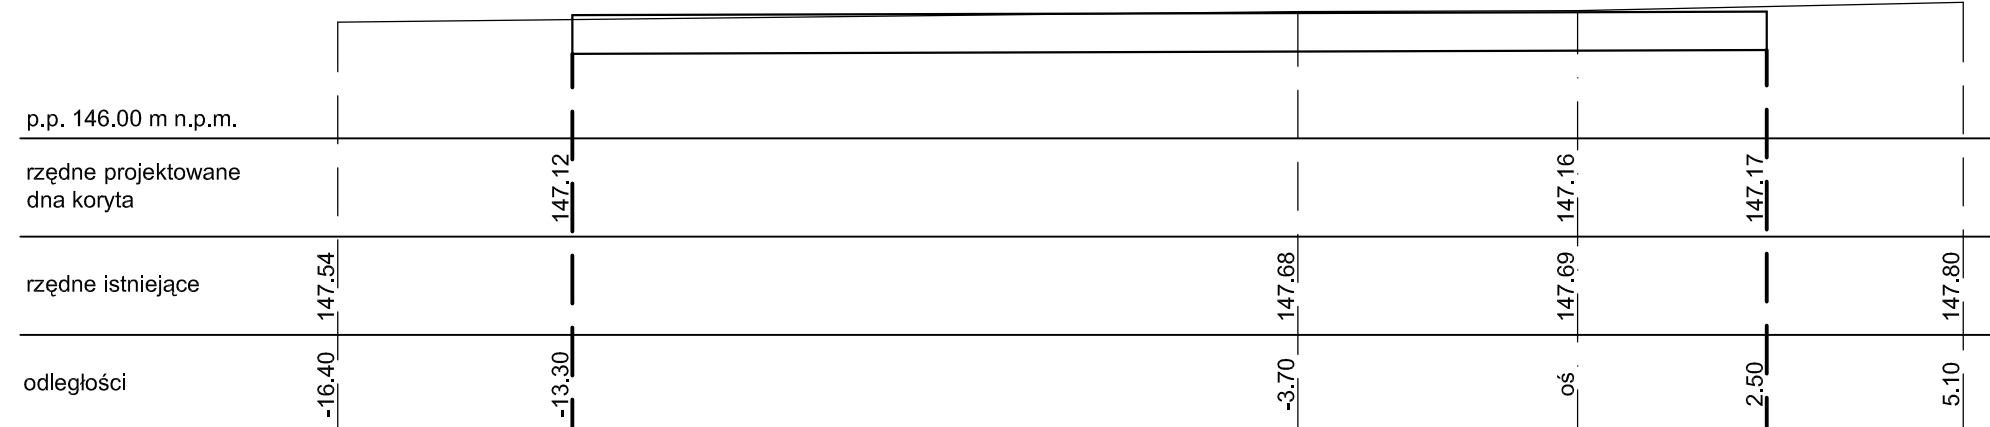 p.p. 146.00 m n.p.m.
rzędne projektowane
dna koryta
147.12
147.16
147.17
rzędne istniejące
147.54
147.68
147.69
147.80
odległości
-16.40
-13.30
-3.70
oś
2.50
5.10